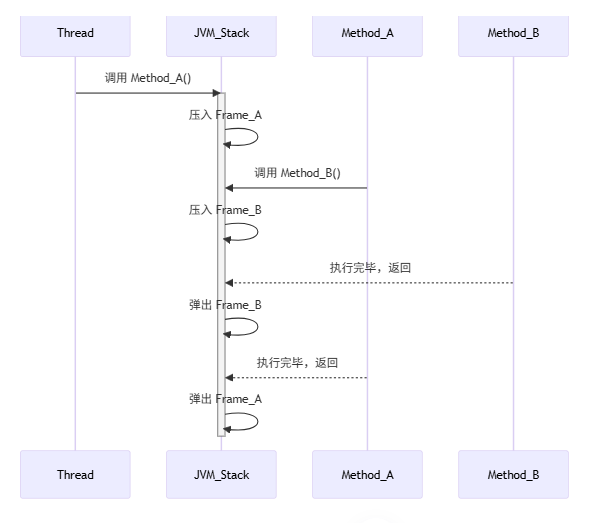 Thread
JVM_Stack
Method_A
Method_B
调用 Method_A()
压入 Frame_A
调用 Method_B()
压入 Frame_B
执行完毕，返回
弹出 Frame_B
执行完毕，返回
弹出 Frame_A
Thread
JVM_Stack
Method_A
Method_B